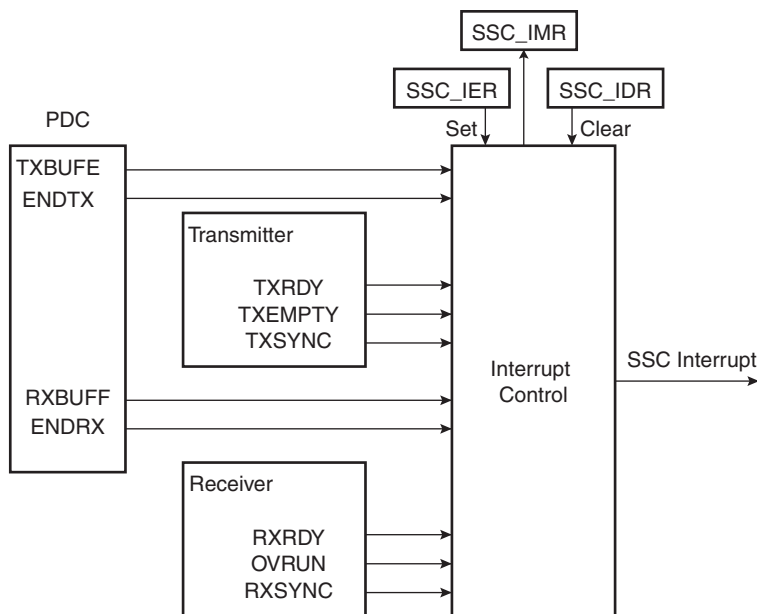 SSC_IMR
SSC_IER
SSC_IDR
PDC
Set
Clear
TXBUFE
ENDTX
Transmitter
TXRDY
TXEMPTY
TXSYNC
SSC Interrupt
Interrupt
Control
RXBUFF
ENDRX
Receiver
RXRDY
OVRUN
RXSYNC